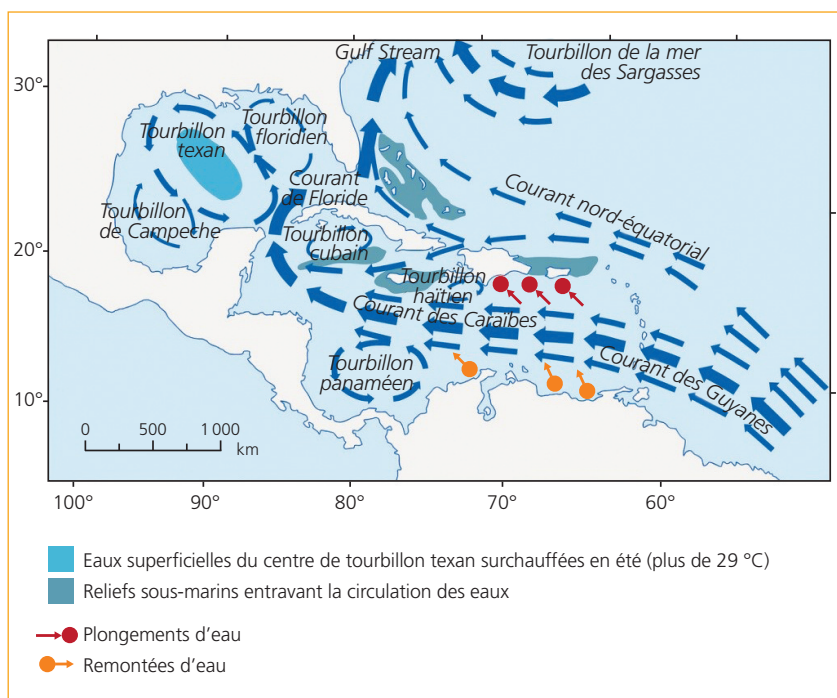 Gulf Stream
Tourbillon de la mer
des Sargasses
30°
Tourbillon
floridien
Tourbillon
texan
Courant
de Floride
Courant nord-équatorial
Tourbillon
de Campeche
20°
Tourbillon
cubain
Tourbillon
haïtien
Courant des Caraïbes
Tourbillon
panaméen
Courant des Guyanes
10°
0 500 1 000
km
100° 90° 80° 70° 60°
Eaux superficielles du centre de tourbillon texan surchauffées en été (plus de 29 °C)
Reliefs sous-marins entravant la circulation des eaux
Plongements d'eau
Remontées d'eau